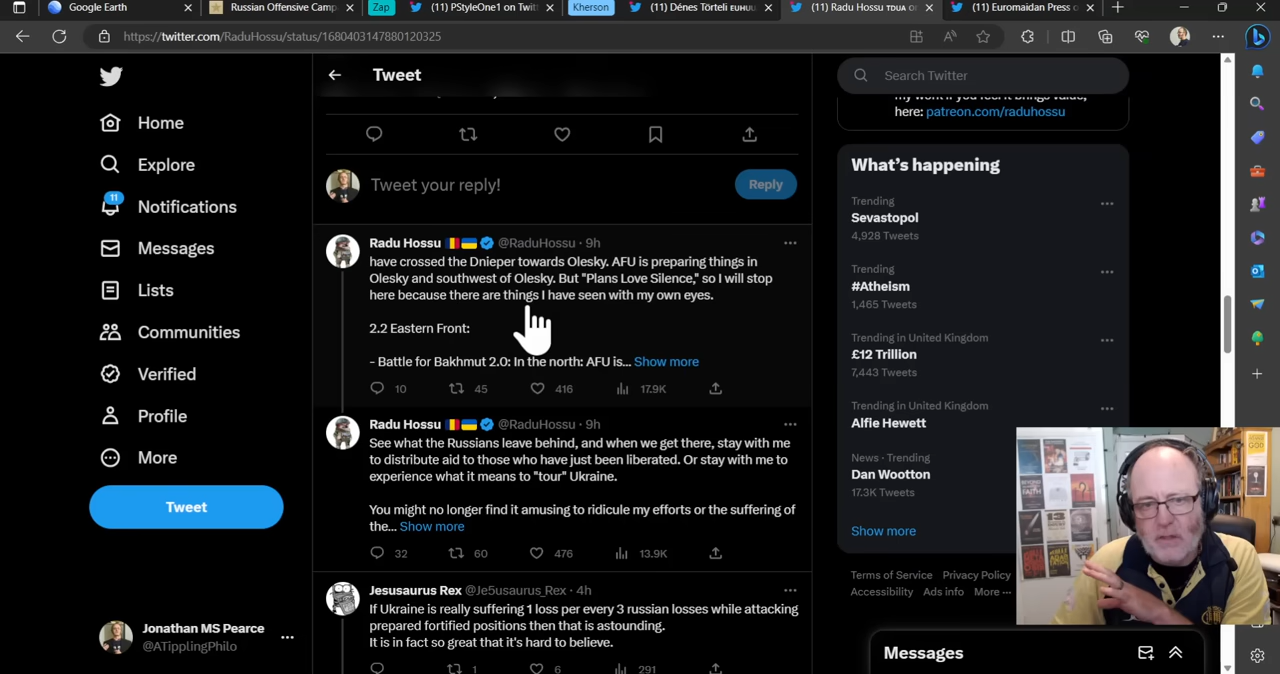 Google Earth
Russian Offensive Camp
Zap
(11) PStyleOne1 on Twit
Kherson
(11) Dénes Törteli EUHUU
(11) Radu Hossu TDUA on
(11) Euromaidan Press o
https://twitter.com/RaduHossu/status/1680403147880120325
Tweet
Search Twitter
my work if you feel it brings value,
here: patreon.com/raduhossu
Home
Explore
11
Notifications
Messages
Lists
Communities
Verified
Profile
More
Tweet
Jonathan MS Pearce
@ATipplingPhilo
Tweet your reply!
Reply
Radu Hossu @RaduHossu · 9h
have crossed the Dnieper towards Olesky. AFU is preparing things in
Olesky and southwest of Olesky. But "Plans Love Silence," so I will stop
here because there are things I have seen with my own eyes.
2.2 Eastern Front:
- Battle for Bakhmut 2.0: In the north: AFU is... Show more
10 45 416 17.9K
Radu Hossu @RaduHossu · 9h
See what the Russians leave behind, and when we get there, stay with me
to distribute aid to those who have just been liberated. Or stay with me to
experience what it means to "tour" Ukraine.
You might no longer find it amusing to ridicule my efforts or the suffering of
the... Show more
32 60 476 13.9K
Jesusaurus Rex @Je5usaurus_Rex · 4h
If Ukraine is really suffering 1 loss per every 3 russian losses while attacking
prepared fortified positions then that is astounding.
It is in fact so great that it's hard to believe.
1 6 291
What's happening
Trending
Sevastopol
4,928 Tweets
Trending
#Atheism
1,465 Tweets
Trending in United Kingdom
£12 Trillion
7,443 Tweets
Trending in United Kingdom
Alfie Hewett
News · Trending
Dan Wootton
17.3K Tweets
Show more
Terms of Service Privacy Policy
Accessibility Ads info More
Messages